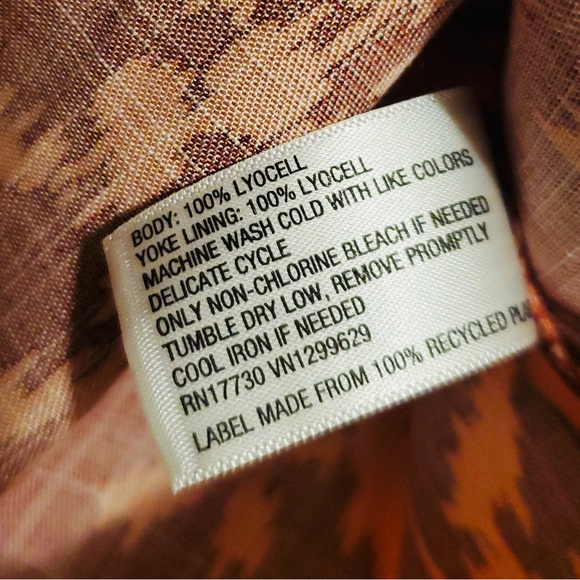 BODY: 100% LYOCELL
YOKE LINING: 100% LYOCELL
MACHINE WASH COLD WITH LIKE COLORS
DELICATE CYCLE
ONLY NON-CHLORINE BLEACH IF NEEDED
TUMBLE DRY LOW, REMOVE PROMPTLY
COOL IRON IF NEEDED
RN17730 VN1299629
LABEL MADE FROM 100% RECYCLED